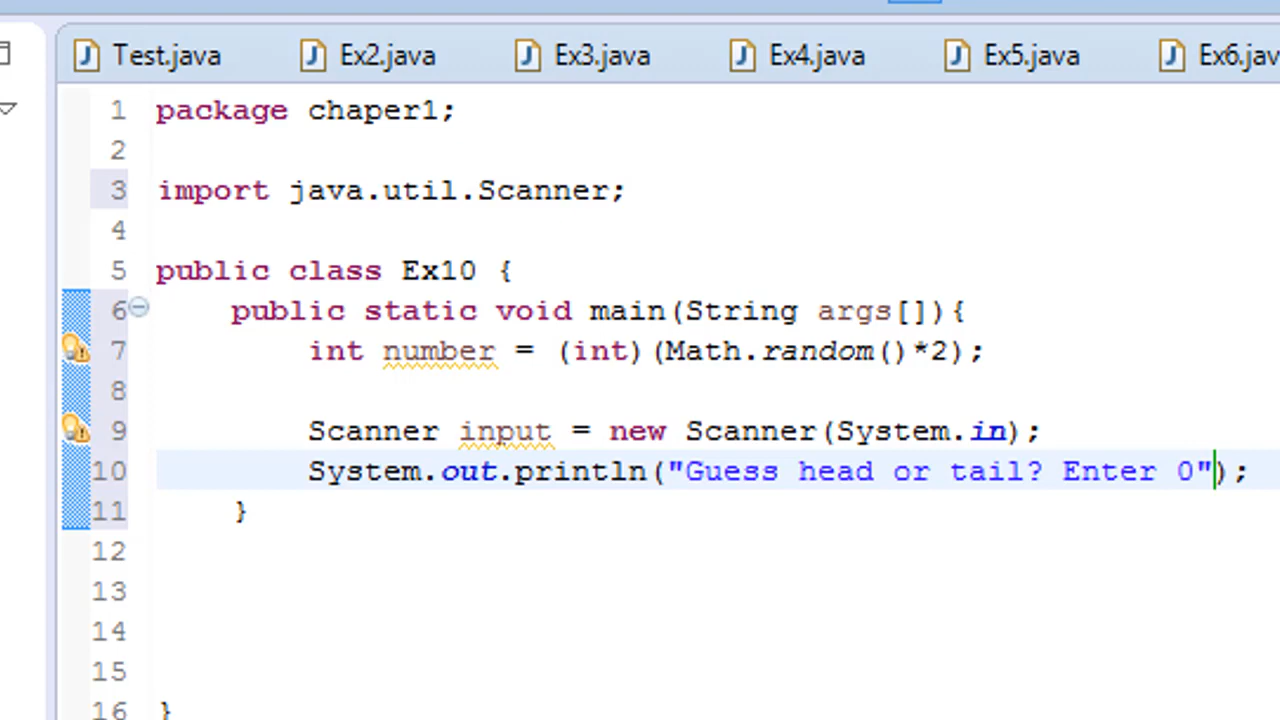 Test.java Ex2.java Ex3.java Ex4.java Ex5.java Ex6.jav
1 package chaper1;
2
3 import java.util.Scanner;
4
5 public class Ex10 {
6 public static void main(String args[]){
7 int number = (int)(Math.random()*2);
8
9 Scanner input = new Scanner(System.in);
10 System.out.println("Guess head or tail? Enter 0");
11 }
12
13
14
15
16 }